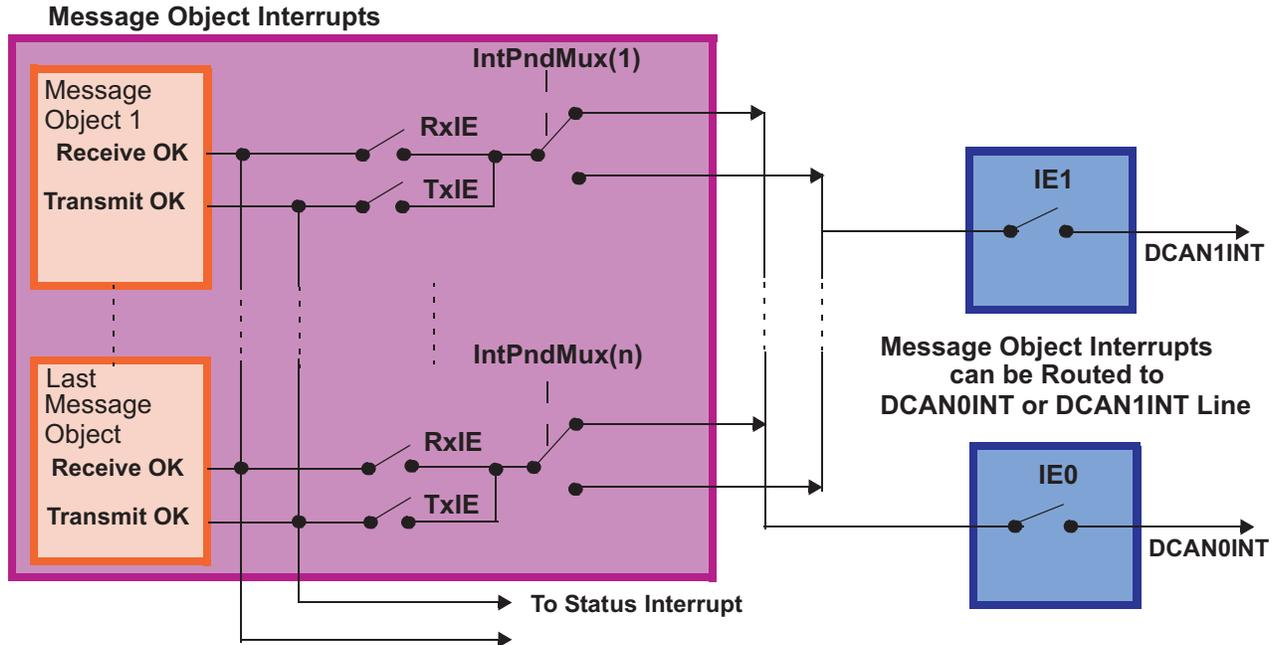 Message Object Interrupts
IntPndMux(1)
Message
Object 1
RxIE
Receive OK
TxIE
Transmit OK
IE1
DCAN1INT
IntPndMux(n)
Message Object Interrupts
can be Routed to
DCAN0INT or DCAN1INT Line
Last
Message
Object
RxIE
Receive OK
TxIE
Transmit OK
IE0
DCAN0INT
To Status Interrupt